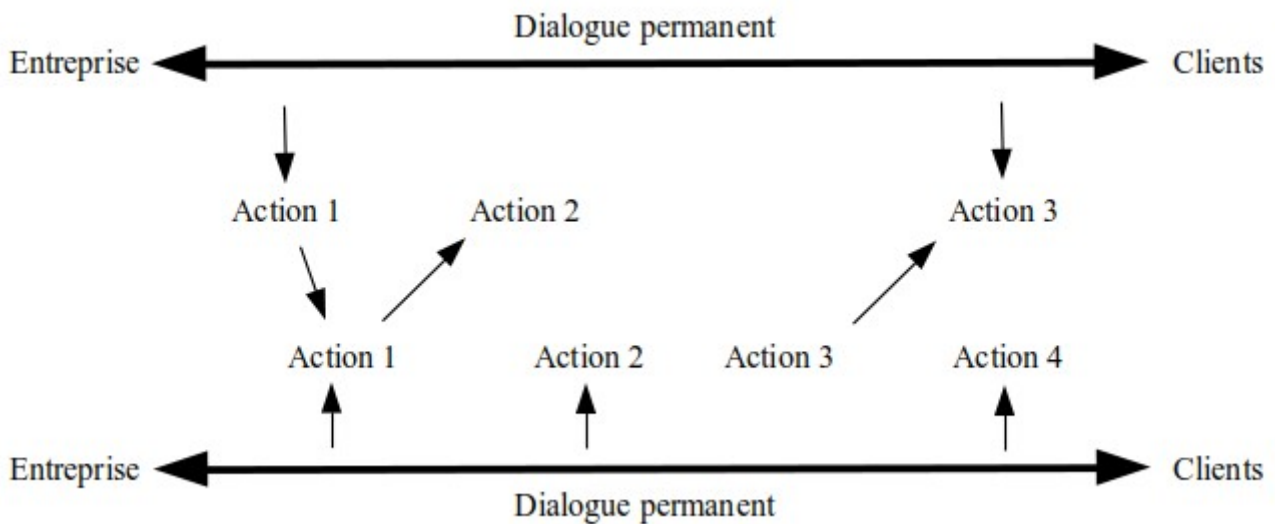 Dialogue permanent
Entreprise Clients
Action 1 Action 2 Action 3
Action 1 Action 2 Action 3 Action 4
Entreprise Clients
Dialogue permanent